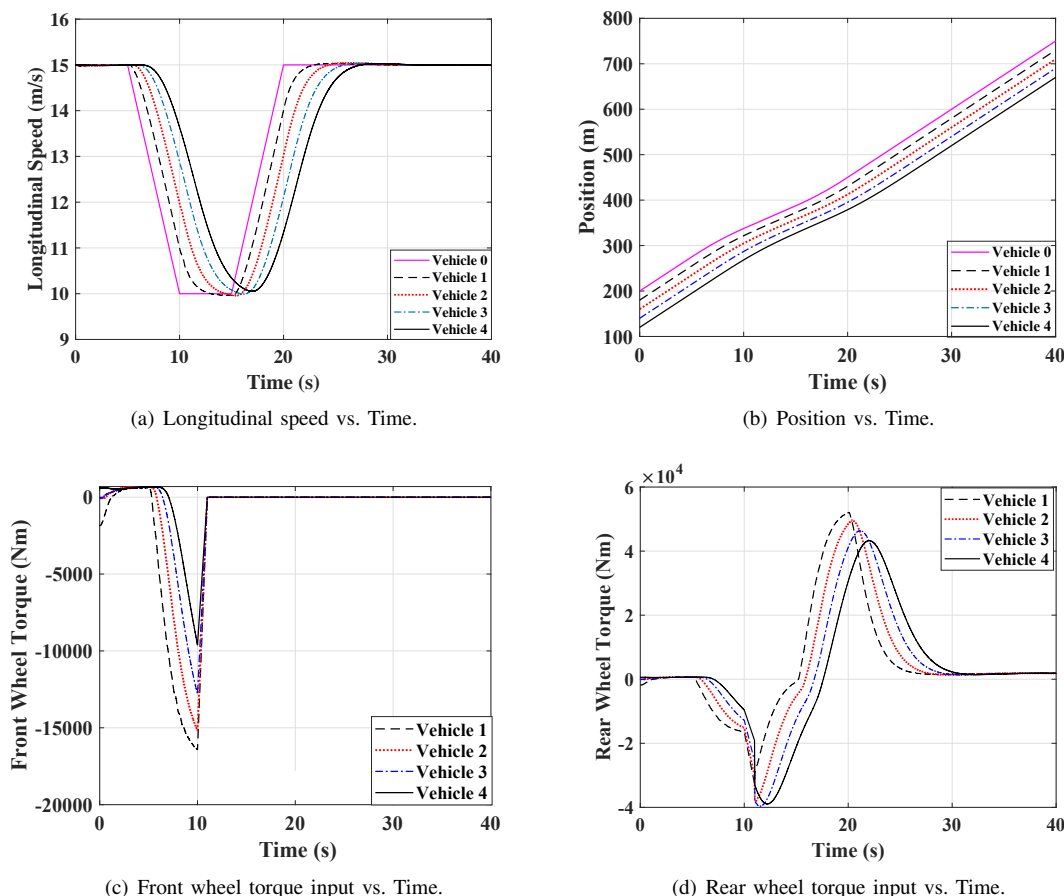 16
15
14
13
12
11
10
9
Longitudinal Speed (m/s)
0
10
20
30
40
Time (s)
Vehicle 0
Vehicle 1
Vehicle 2
Vehicle 3
Vehicle 4
(a) Longitudinal speed vs. Time.
800
700
600
500
400
300
200
100
Position (m)
0
10
20
30
40
Time (s)
Vehicle 0
Vehicle 1
Vehicle 2
Vehicle 3
Vehicle 4
(b) Position vs. Time.
0
-5000
-10000
-15000
-20000
Front Wheel Torque (Nm)
0
10
20
30
40
Time (s)
Vehicle 1
Vehicle 2
Vehicle 3
Vehicle 4
(c) Front wheel torque input vs. Time.
×10⁴
6
4
2
0
-2
-4
Rear Wheel Torque (Nm)
0
10
20
30
40
Time (s)
Vehicle 1
Vehicle 2
Vehicle 3
Vehicle 4
(d) Rear wheel torque input vs. Time.